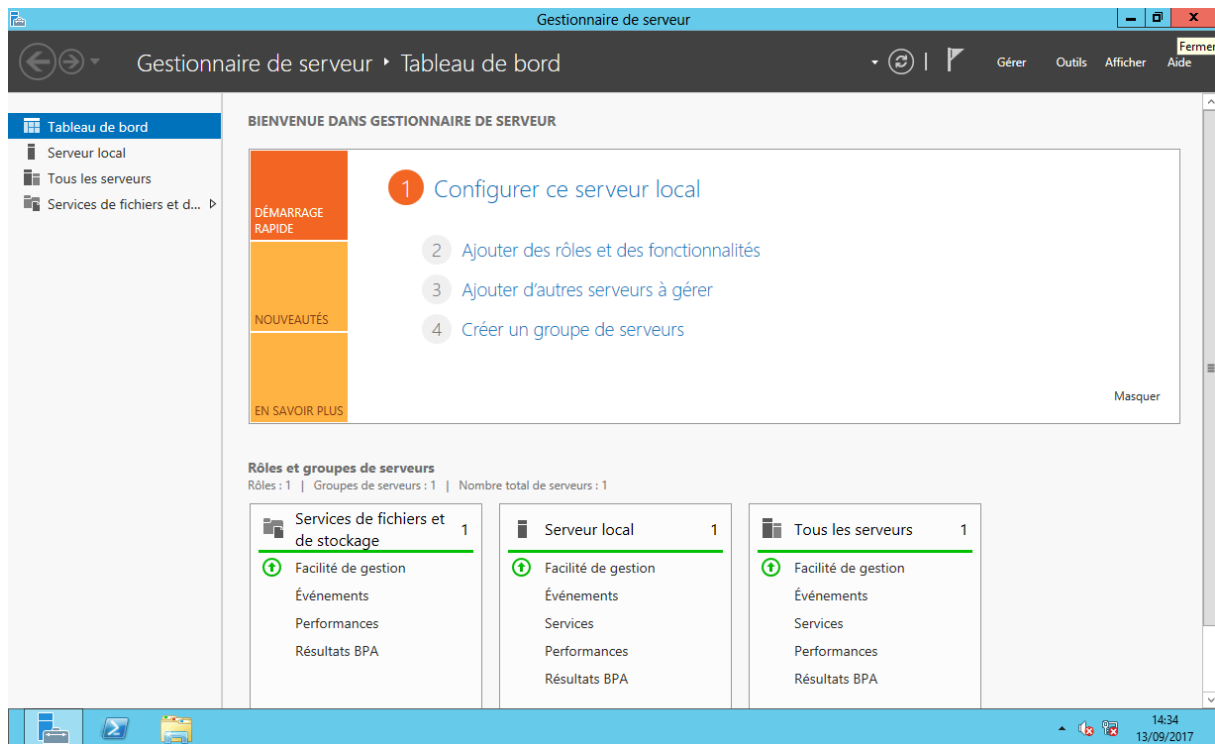 Gestionnaire de serveur
Fermer
Gestionnaire de serveur ‣ Tableau de bord
Gérer Outils Afficher Aide
Tableau de bord
Serveur local
Tous les serveurs
Services de fichiers et d...
BIENVENUE DANS GESTIONNAIRE DE SERVEUR
DÉMARRAGE
RAPIDE
NOUVEAUTÉS
EN SAVOIR PLUS
1 Configurer ce serveur local
2 Ajouter des rôles et des fonctionnalités
3 Ajouter d'autres serveurs à gérer
4 Créer un groupe de serveurs
Masquer
Rôles et groupes de serveurs
Rôles : 1 | Groupes de serveurs : 1 | Nombre total de serveurs : 1
Services de fichiers et
de stockage
1
Facilité de gestion
Événements
Performances
Résultats BPA
Serveur local 1
Facilité de gestion
Événements
Services
Performances
Résultats BPA
Tous les serveurs 1
Facilité de gestion
Événements
Services
Performances
Résultats BPA
14:34
13/09/2017